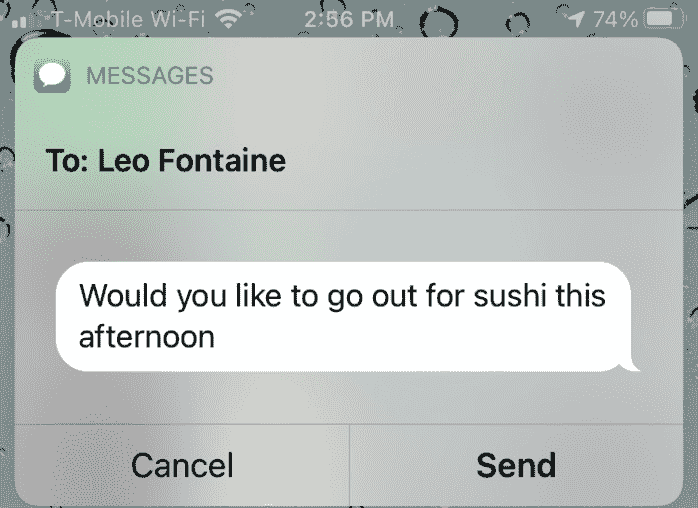 T-Mobile Wi-Fi 2:56 PM 74%
MESSAGES
To: Leo Fontaine
Would you like to go out for sushi this
afternoon
Cancel Send